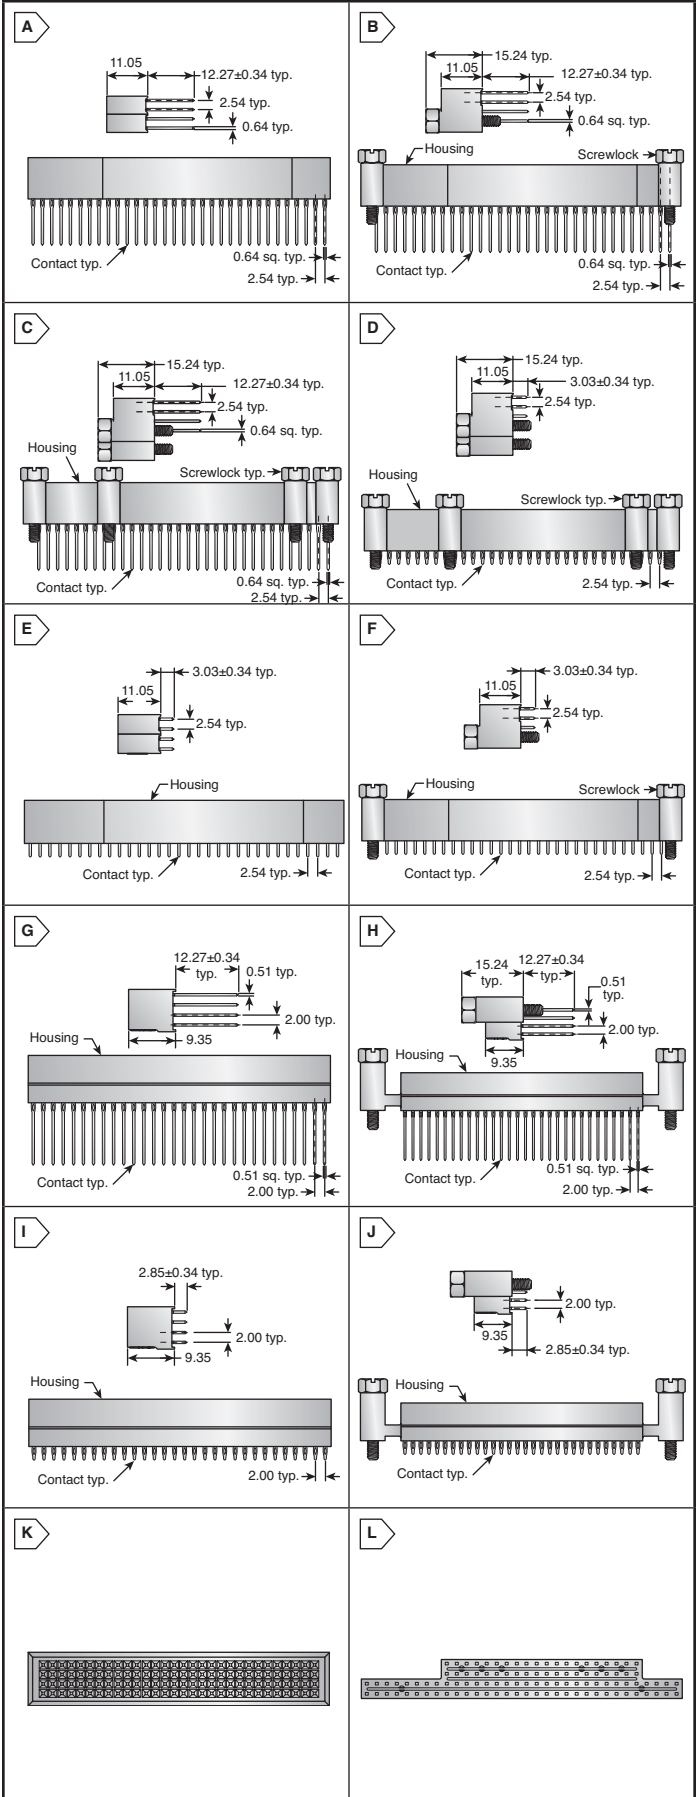 A
11.05
12.27±0.34 typ.
2.54 typ.
0.64 typ.
Contact typ.
0.64 sq. typ.
2.54 typ.
B
15.24 typ.
11.05
12.27±0.34 typ.
2.54 typ.
0.64 sq. typ.
Housing
Screwlock
Contact typ.
0.64 sq. typ.
2.54 typ.
C
15.24 typ.
11.05
12.27±0.34 typ.
2.54 typ.
0.64 sq. typ.
Housing
Screwlock typ.
Contact typ.
0.64 sq. typ.
2.54 typ.
D
15.24 typ.
11.05
3.03±0.34 typ.
2.54 typ.
Housing
Screwlock typ.
Contact typ.
2.54 typ.
E
3.03±0.34 typ.
11.05
2.54 typ.
Housing
Contact typ.
2.54 typ.
F
3.03±0.34 typ.
11.05
2.54 typ.
Housing
Screwlock
Contact typ.
2.54 typ.
G
12.27±0.34
typ.
0.51 typ.
2.00 typ.
Housing
9.35
Contact typ.
0.51 sq. typ.
2.00 typ.
H
15.24
typ.
12.27±0.34
typ.
0.51
typ.
2.00 typ.
Housing
9.35
Contact typ.
0.51 sq. typ.
2.00 typ.
I
2.85±0.34 typ.
2.00 typ.
9.35
Housing
Contact typ.
2.00 typ.
J
2.00 typ.
9.35
2.85±0.34 typ.
Housing
Contact typ.
K
L